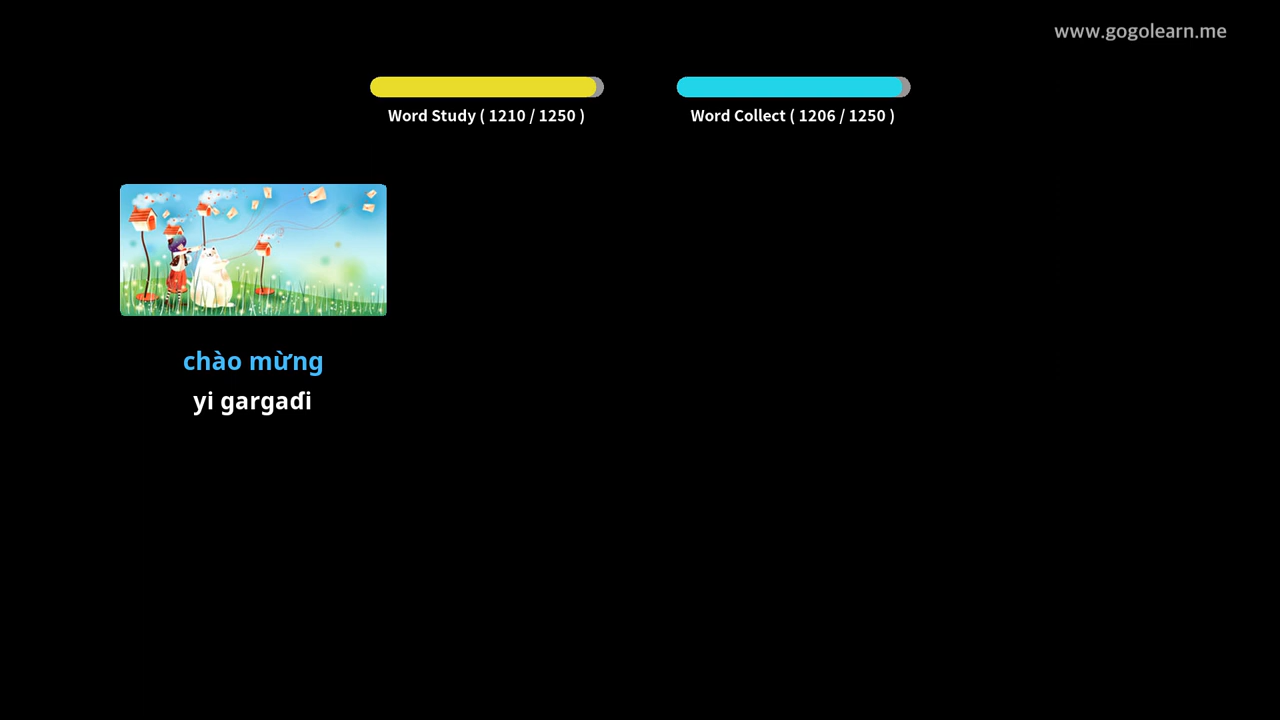 www.gogolearn.me
Word Study ( 1210 / 1250 )
Word Collect ( 1206 / 1250 )
chào mừng
yi gargaɗi